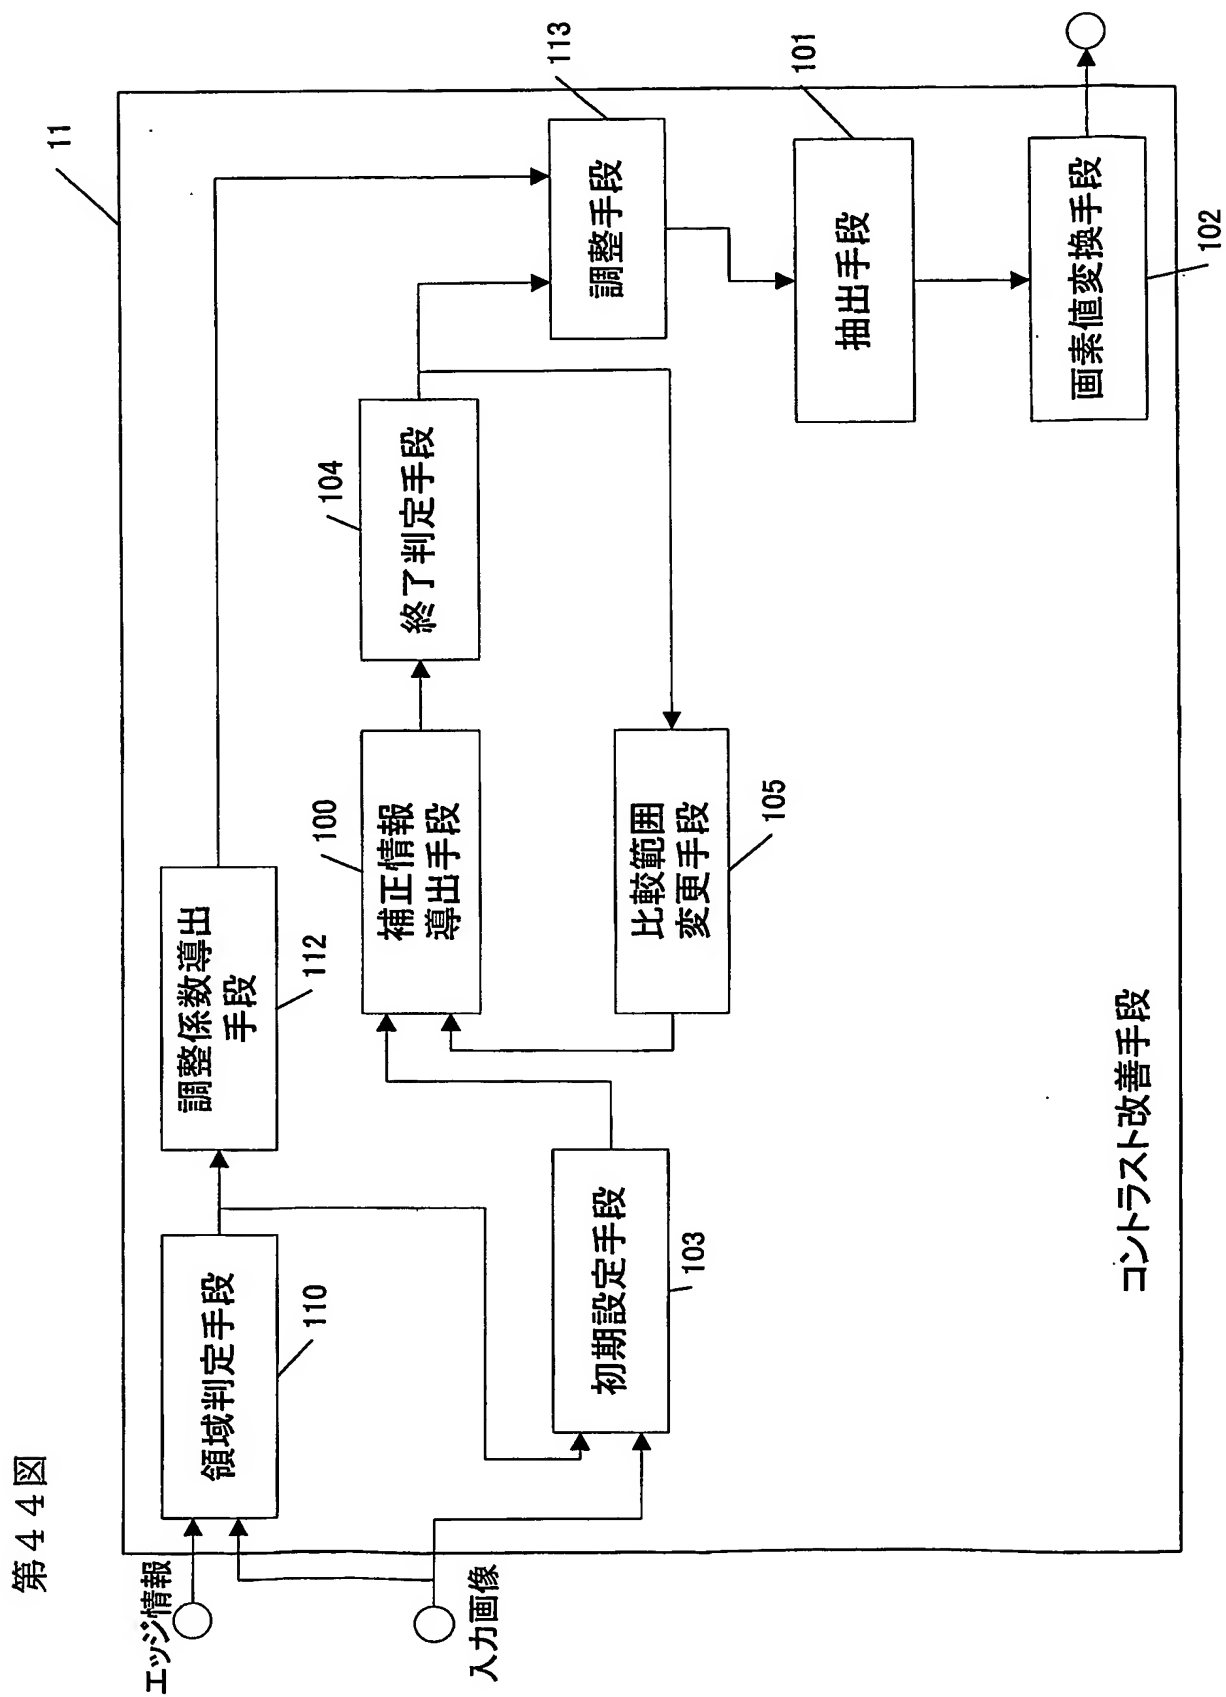 第４４図
エッジ情報
入力画像
領域判定手段
110
調整係数導出
手段
112
初期設定手段
103
補正情報
導出手段
100
終了判定手段
104
比較範囲
変更手段
105
調整手段
113
抽出手段
101
画素値変換手段
102
11
コントラスト改善手段